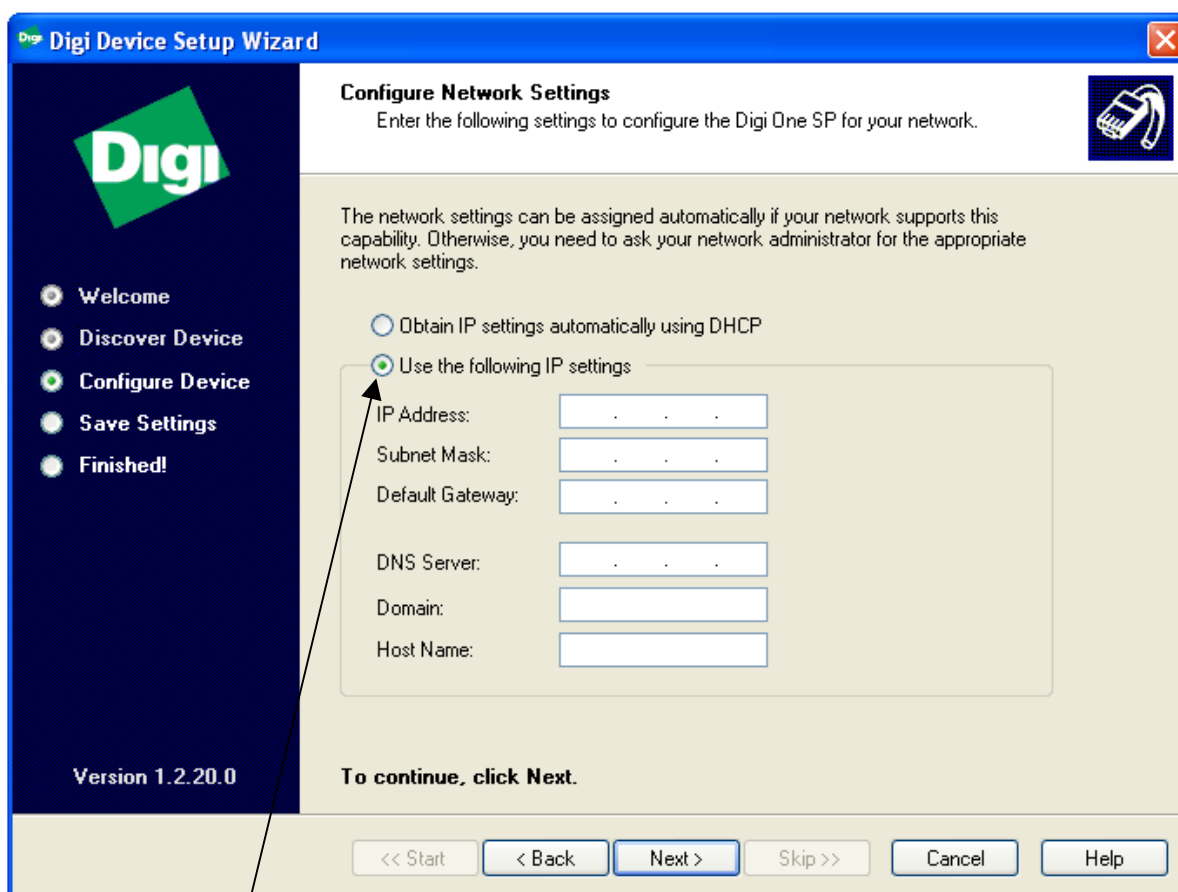 Digi Digi Device Setup Wizard
Digi
Configure Network Settings
Enter the following settings to configure the Digi One SP for your network.
The network settings can be assigned automatically if your network supports this
capability. Otherwise, you need to ask your network administrator for the appropriate
network settings.
Welcome
Discover Device
Configure Device
Save Settings
Finished!
Obtain IP settings automatically using DHCP
Use the following IP settings
IP Address: . . .
Subnet Mask: . . .
Default Gateway: . . .
DNS Server: . . .
Domain:
Host Name:
Version 1.2.20.0
To continue, click Next.
<< Start < Back Next > Skip >> Cancel Help